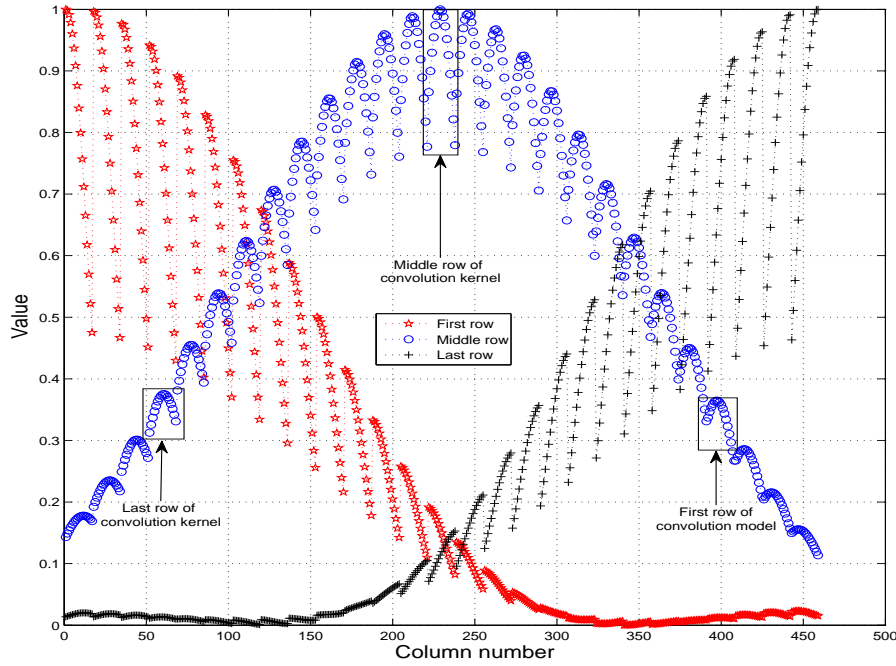 1
0.9
0.8
0.7
0.6
0.5
0.4
0.3
0.2
0.1
0
Value
Middle row of
convolution kernel
First row
Middle row
Last row
Last row of
convolution kernel
First row of
convolution model
0 50 100 150 200 250 300 350 400 450 500
Column number